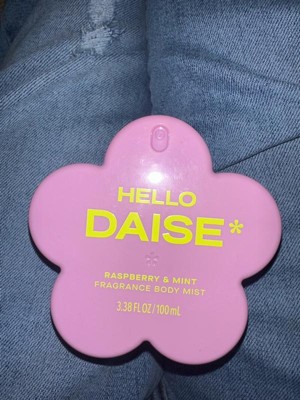 HELLO
DAISE*
RASPBERRY & MINT
FRAGRANCE BODY MIST
3.38 FL OZ / 100 mL